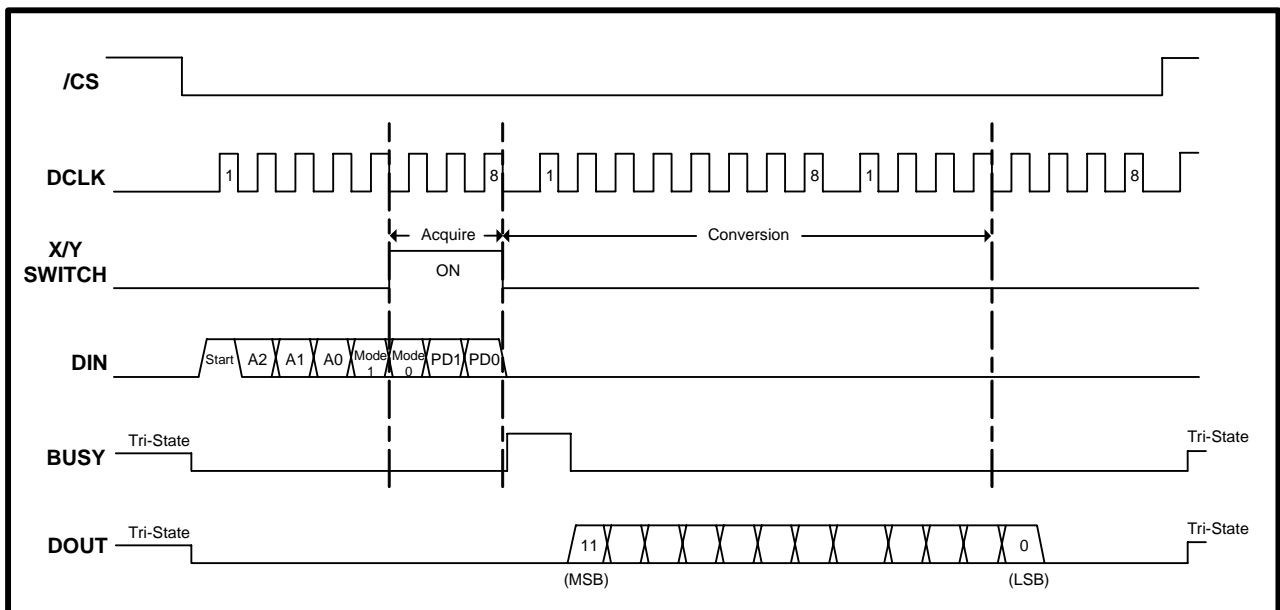 /CS
DCLK
1
8
1
8
1
8
X/Y
SWITCH
Acquire
Conversion
ON
DIN
Start
A2
A1
A0
Mode
1
Mode
0
PD1
PD0
BUSY
Tri-State
Tri-State
DOUT
Tri-State
11
0
Tri-State
(MSB)
(LSB)